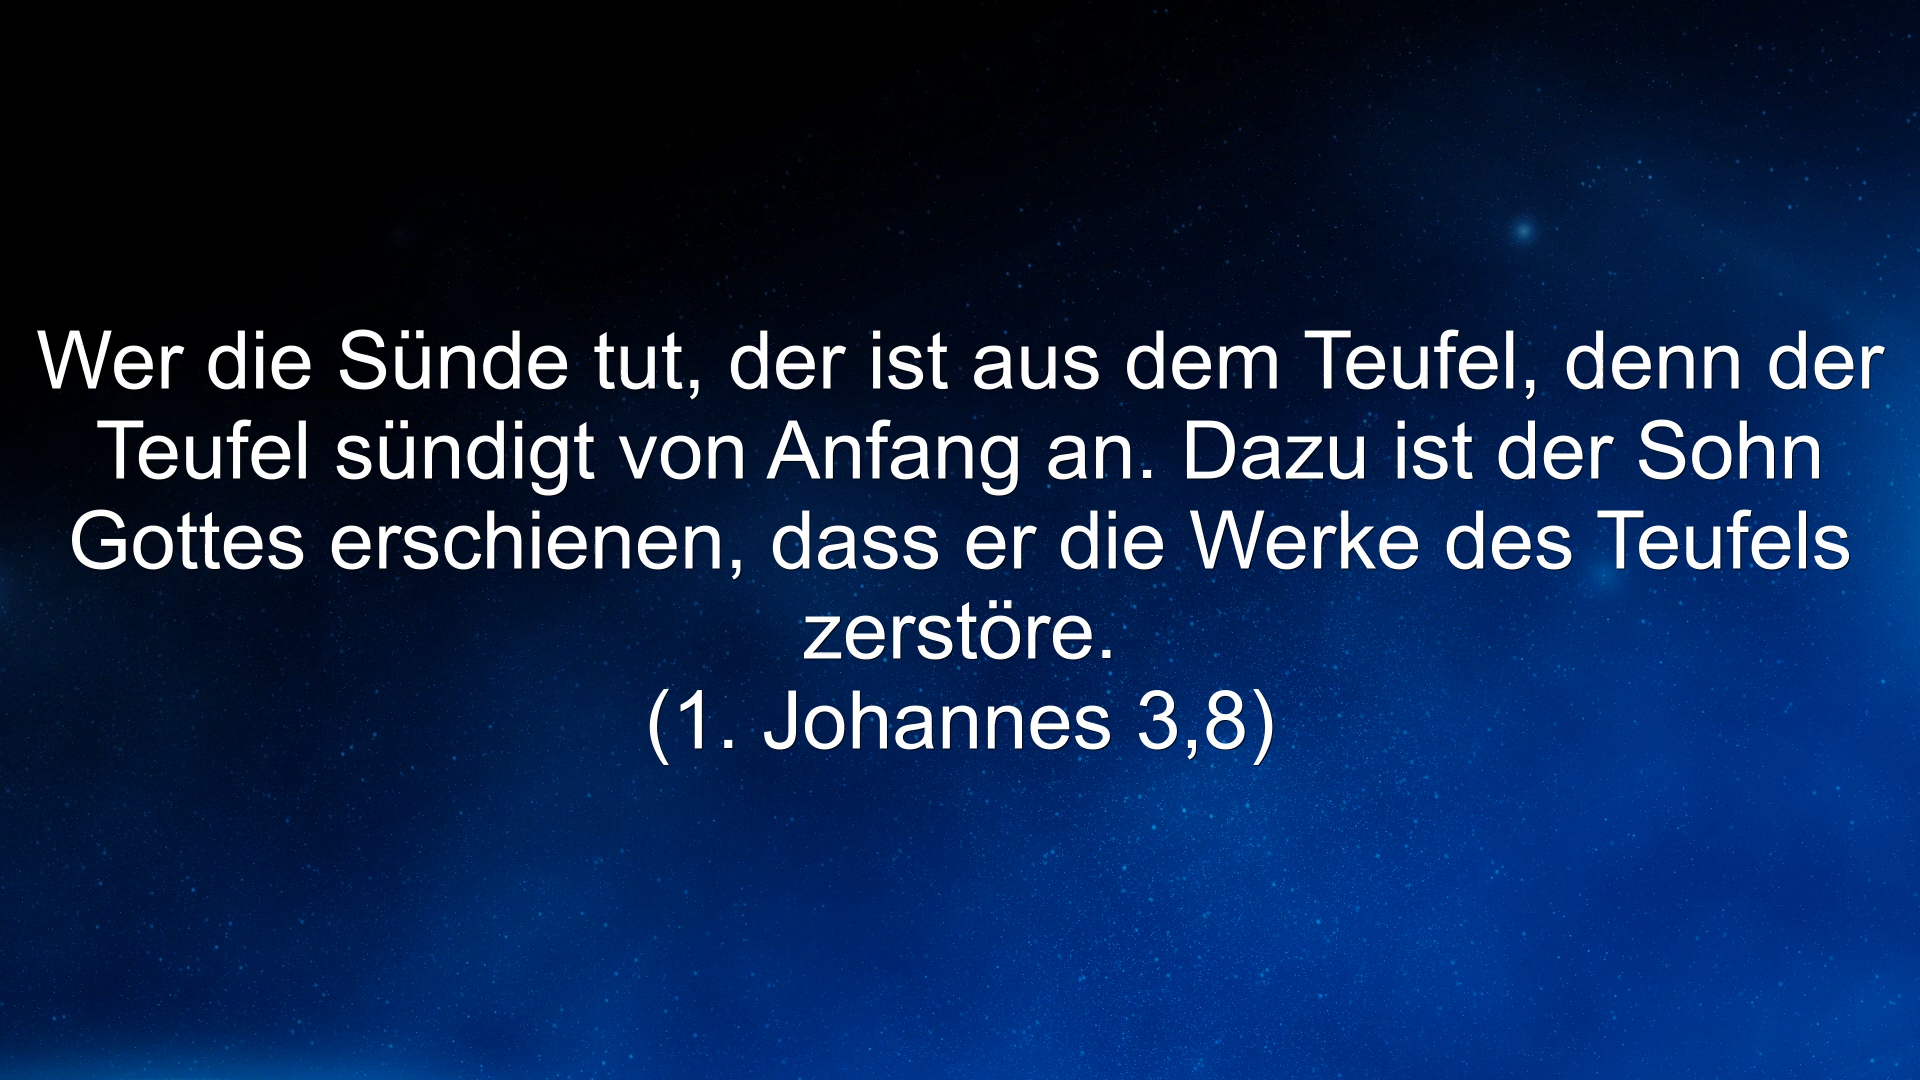 Wer die Sünde tut, der ist aus dem Teufel, denn der
Teufel sündigt von Anfang an. Dazu ist der Sohn
Gottes erschienen, dass er die Werke des Teufels
zerstöre.
(1. Johannes 3,8)